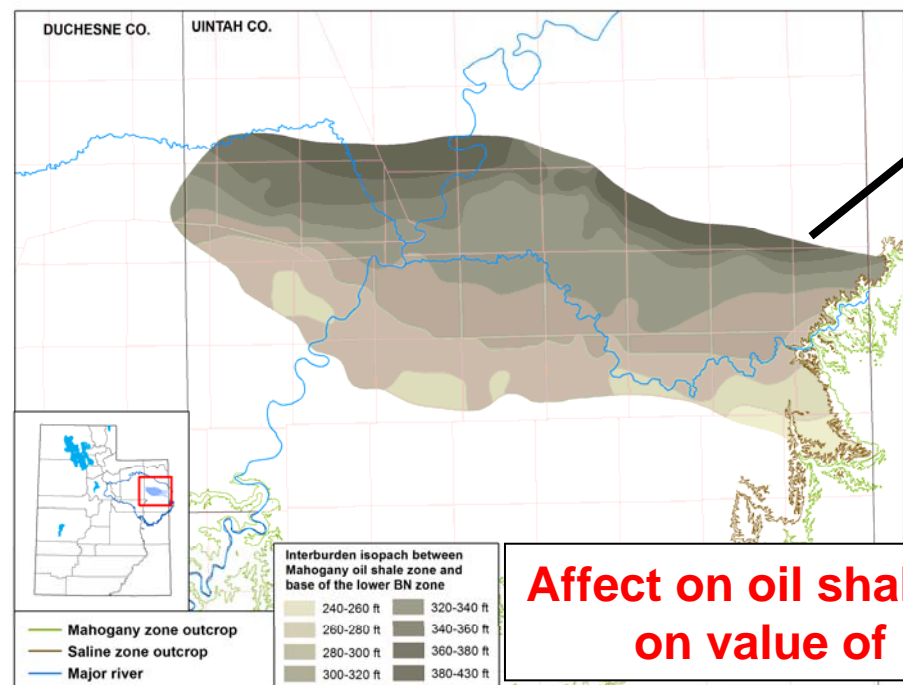 DUCHESNE CO.
UINTAH CO.
Interburden isopach between
Mahogany oil shale zone and
base of the lower BN zone
240-260 ft
260-280 ft
280-300 ft
300-320 ft
320-340 ft
340-360 ft
360-380 ft
380-430 ft
Mahogany zone outcrop
Saline zone outcrop
Major river
Affect on oil shal
on value of